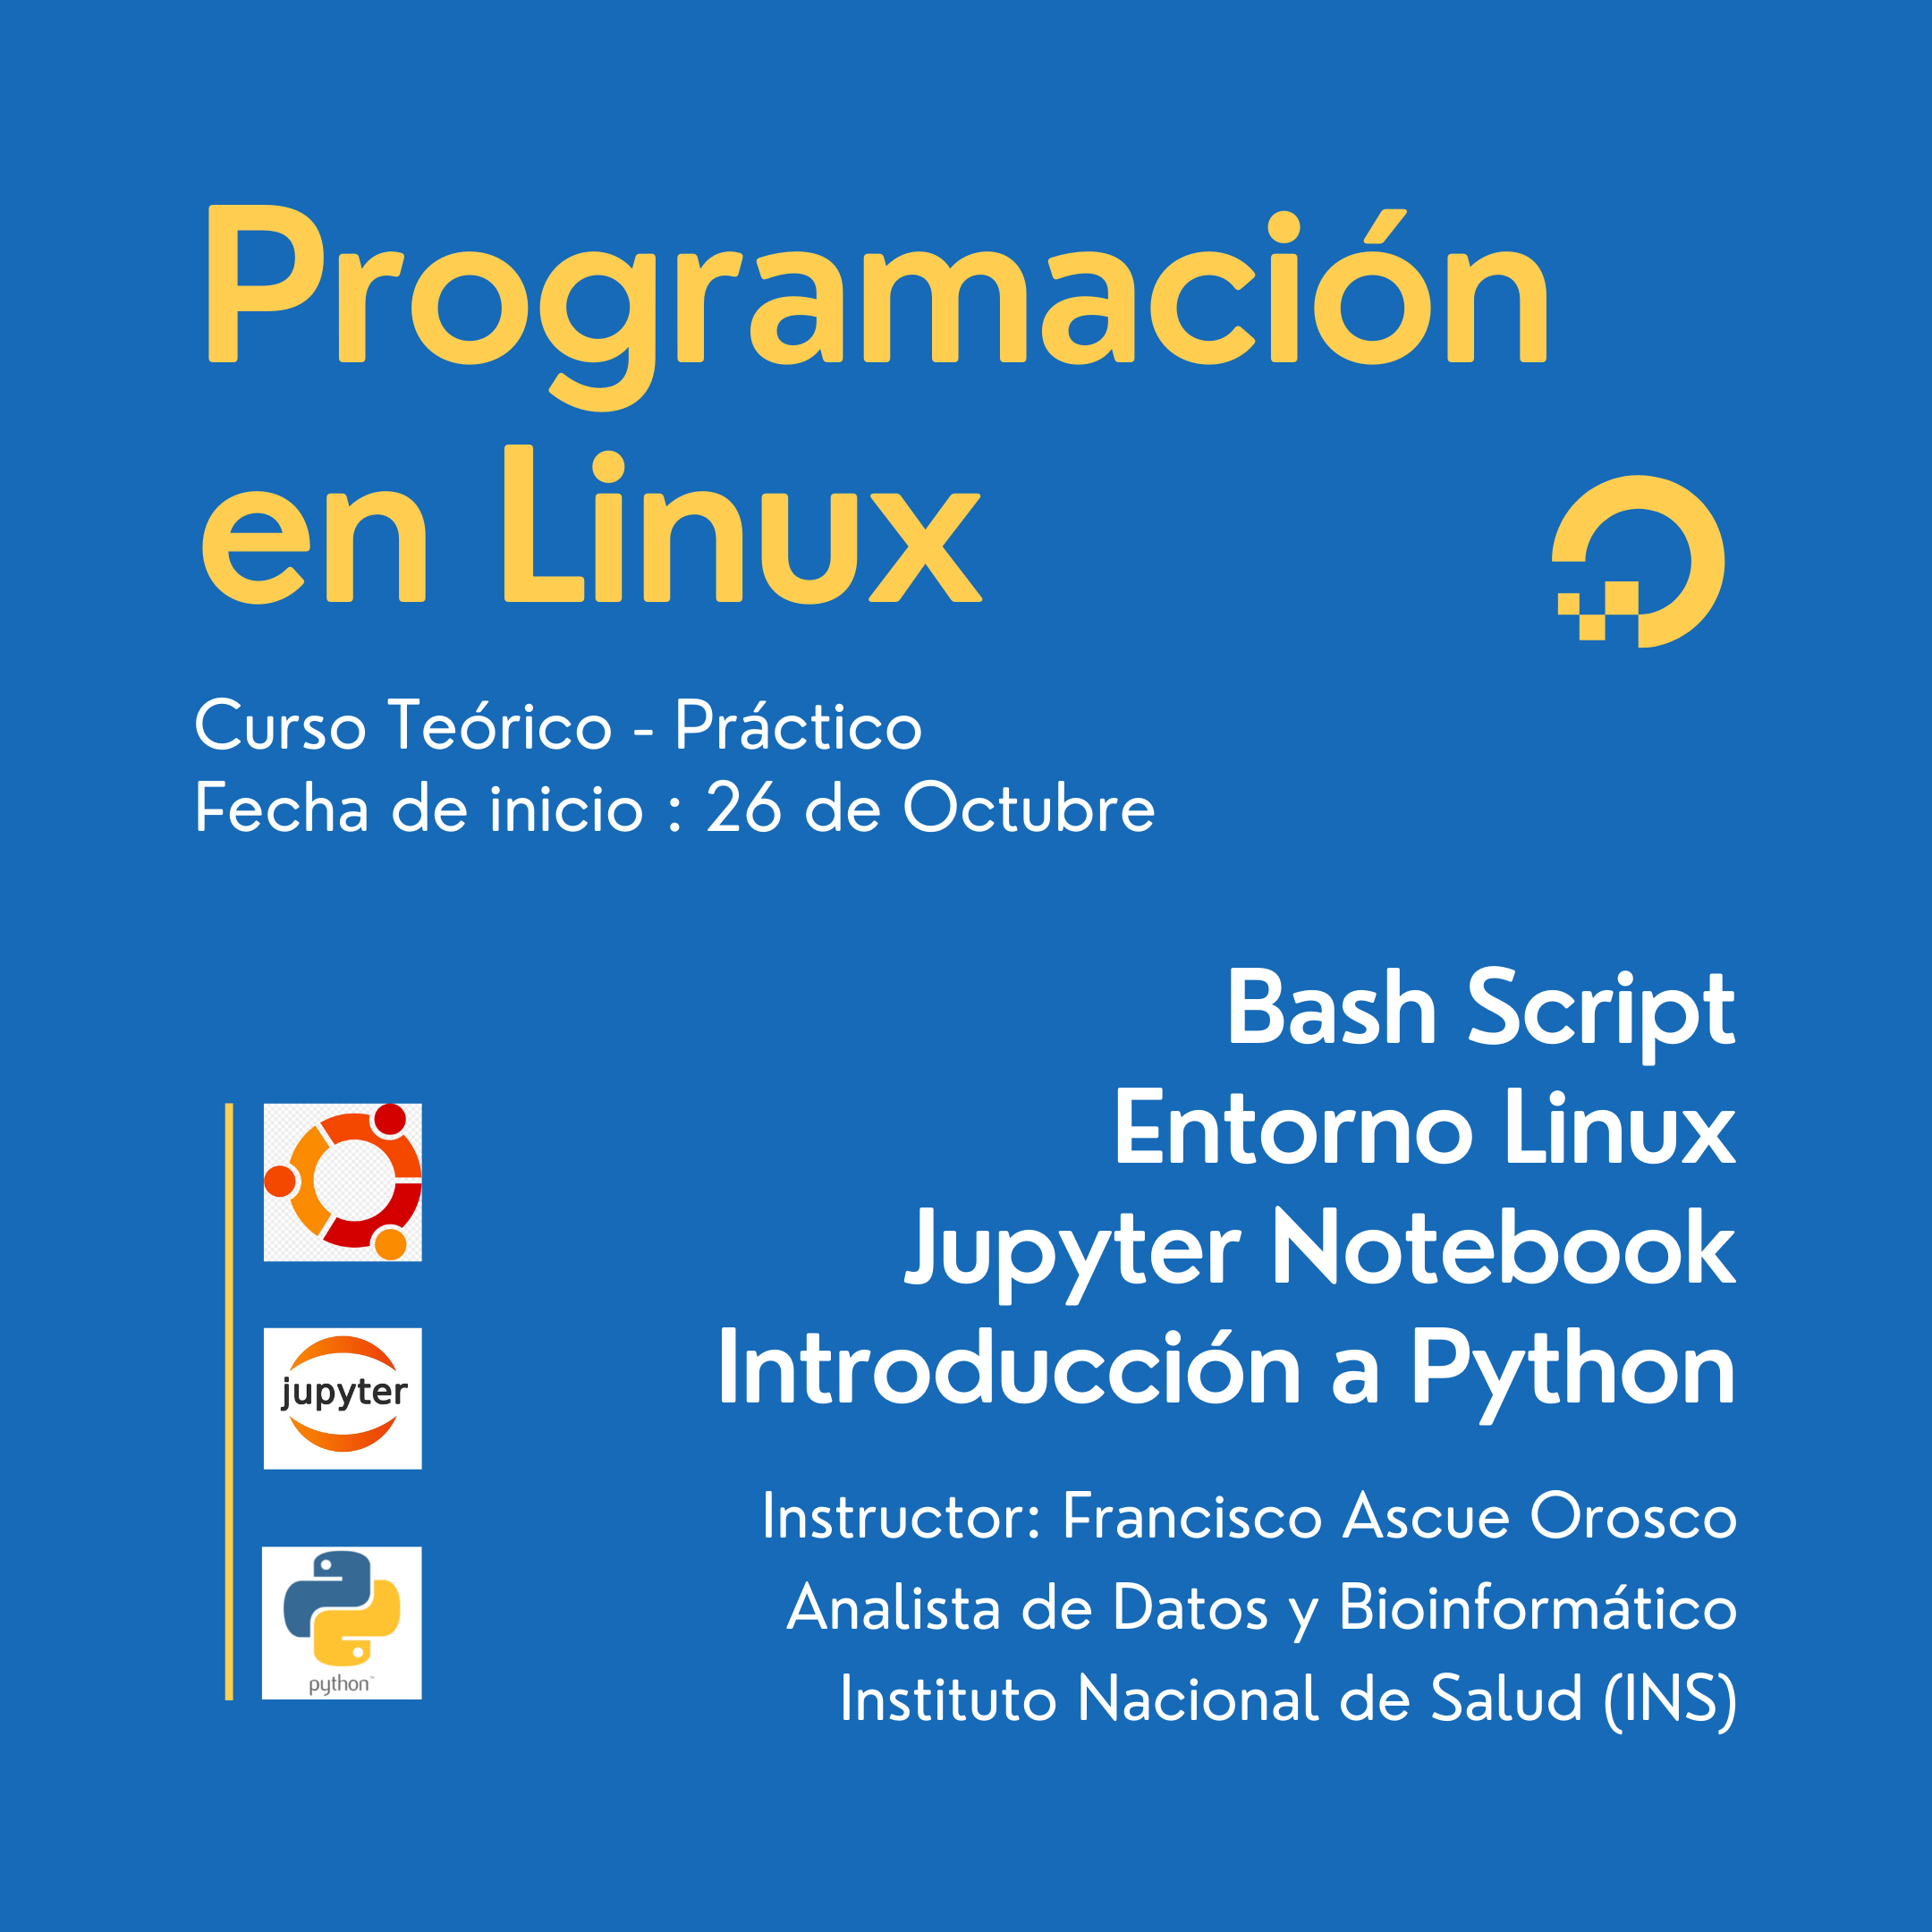 Programación
en Linux
Curso Teórico - Práctico
Fecha de inicio : 26 de Octubre
Bash Script
Entorno Linux
Jupyter Notebook
Introducción a Python
jupyter
python™
Instructor: Francisco Ascue Orosco
Analista de Datos y Bioinformático
Instituto Nacional de Salud (INS)